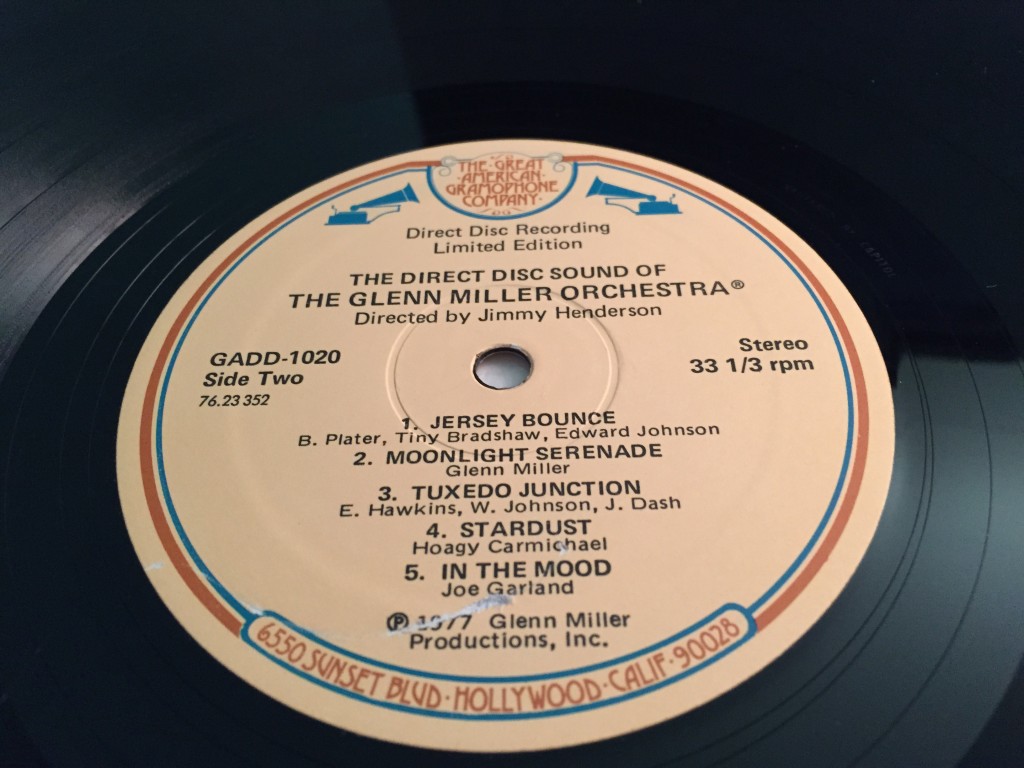 THE·GREAT
·AMERICAN·
GRAMOPHONE
COMPANY·
Direct Disc Recording
Limited Edition
THE DIRECT DISC SOUND OF
THE GLENN MILLER ORCHESTRA®
Directed by Jimmy Henderson
GADD-1020
Side Two
76.23 352
Stereo
33 1/3 rpm
1. JERSEY BOUNCE
B. Plater, Tiny Bradshaw, Edward Johnson
2. MOONLIGHT SERENADE
Glenn Miller
3. TUXEDO JUNCTION
E. Hawkins, W. Johnson, J. Dash
4. STARDUST
Hoagy Carmichael
5. IN THE MOOD
Joe Garland
℗ 1977 Glenn Miller
Productions, Inc.
6550 SUNSET BLVD·HOLLYWOOD·CALIF·90028
BY CAPITOL